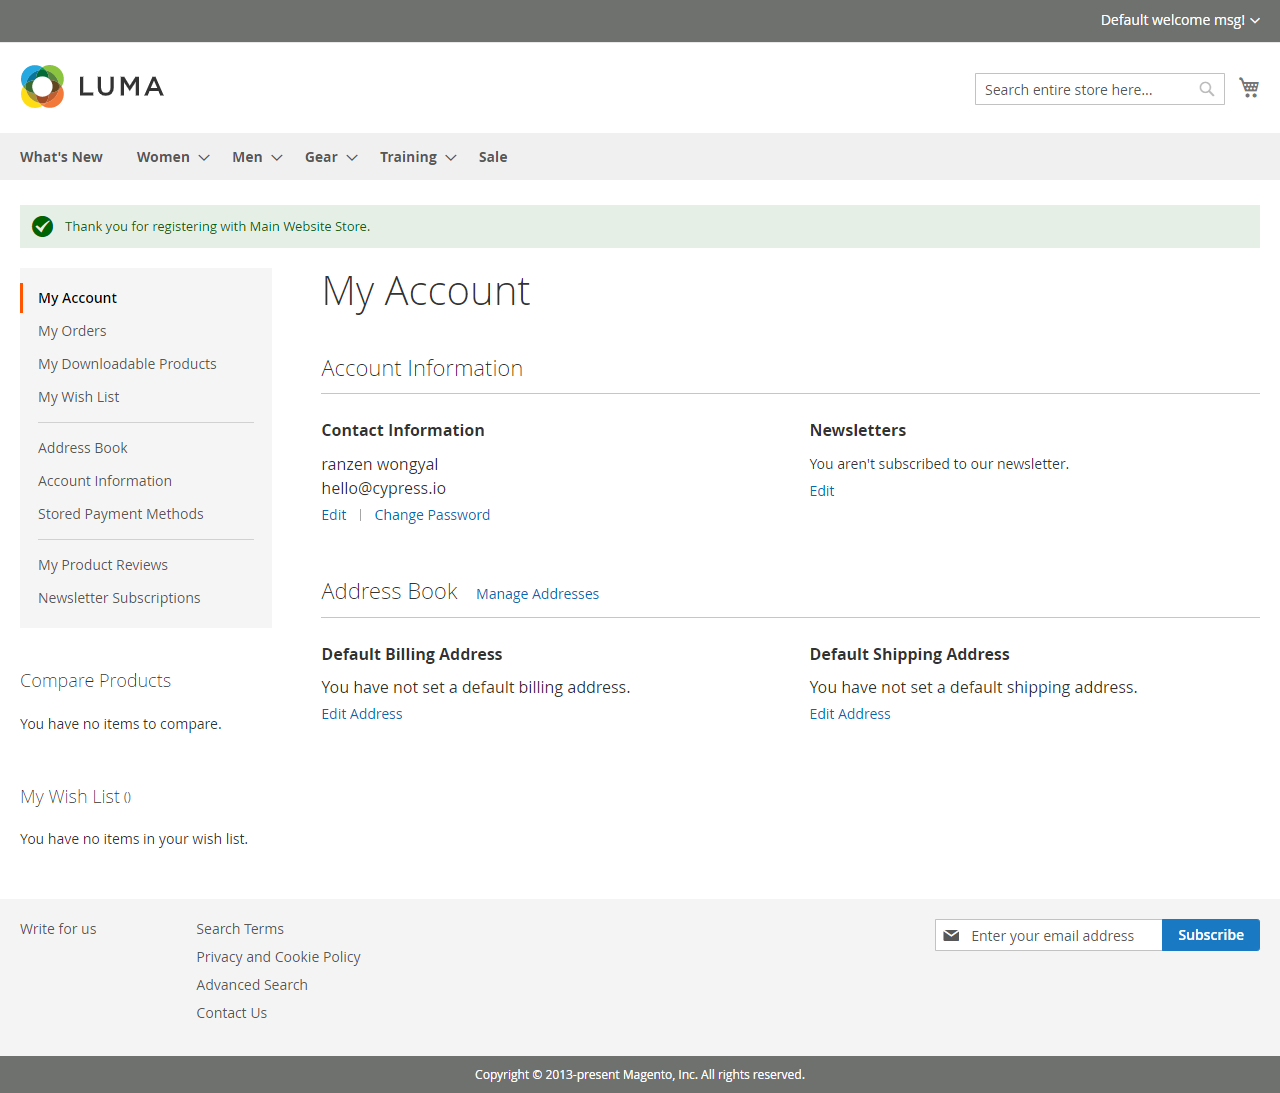 Default welcome msg!
LUMA
Search entire store here...
What's New Women Men Gear Training Sale
Thank you for registering with Main Website Store.
My Account
My Orders
My Downloadable Products
My Wish List
Address Book
Account Information
Stored Payment Methods
My Product Reviews
Newsletter Subscriptions
Compare Products
You have no items to compare.
My Wish List ()
You have no items in your wish list.
My Account
Account Information
Contact Information
ranzen wongyal
hello@cypress.io
Edit | Change Password
Newsletters
You aren't subscribed to our newsletter.
Edit
Address Book Manage Addresses
Default Billing Address
You have not set a default billing address.
Edit Address
Default Shipping Address
You have not set a default shipping address.
Edit Address
Write for us
Search Terms
Privacy and Cookie Policy
Advanced Search
Contact Us
Enter your email address
Subscribe
Copyright © 2013-present Magento, Inc. All rights reserved.